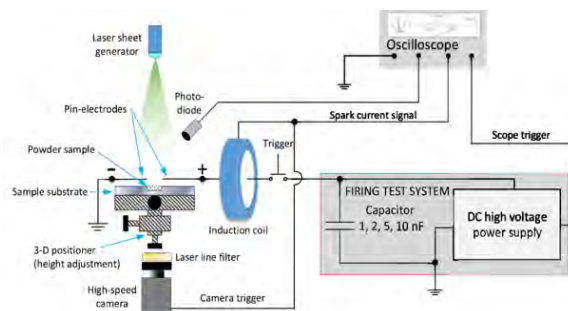 Laser sheet
generator
Oscilloscope
Photo-
diode
Pin-electrodes
Spark current signal
Scope trigger
Trigger
Powder sample
Sample substrate
- +
FIRING TEST SYSTEM
Capacitor
1, 2, 5, 10 nF
DC high voltage
power supply
Induction coil
3-D positioner
(height adjustment)
Laser line filter
High-speed
camera
Camera trigger